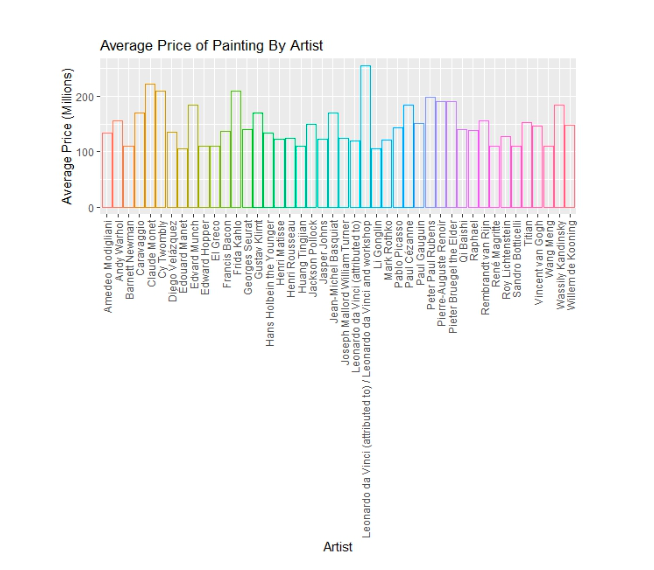 Average Price of Painting By Artist
Average Price (Millions)
200
100
0
Amedeo Modigliani
Andy Warhol
Barnett Newman
Caravaggio
Claude Monet
Cy Twombly
Diego Velázquez
Edouard Manet
Edvard Munch
Edward Hopper
El Greco
Francis Bacon
Frida Kahlo
Georges Seurat
Gustav Klimt
Hans Holbein the Younger
Henri Matisse
Henri Rousseau
Huang Tingjian
Jackson Pollock
Jasper Johns
Jean-Michel Basquiat
Joseph Mallord William Turner
Leonardo da Vinci (attributed to)
Leonardo da Vinci (attributed to) / Leonardo da Vinci and workshop
Li Gonglin
Mark Rothko
Pablo Picasso
Paul Cézanne
Paul Gauguin
Peter Paul Rubens
Pierre-Auguste Renoir
Pieter Bruegel the Elder
Qi Baishi
Raphael
Rembrandt van Rijn
René Magritte
Roy Lichtenstein
Sandro Botticelli
Titian
Vincent van Gogh
Wang Meng
Wassily Kandinsky
Willem de Kooning
Artist